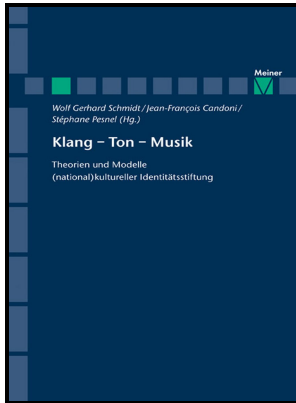 Meiner
Wolf Gerhard Schmidt/Jean-François Candoni/
Stéphane Pesnel (Hg.)
Klang – Ton – Musik
Theorien und Modelle
(national)kultureller Identitätsstiftung